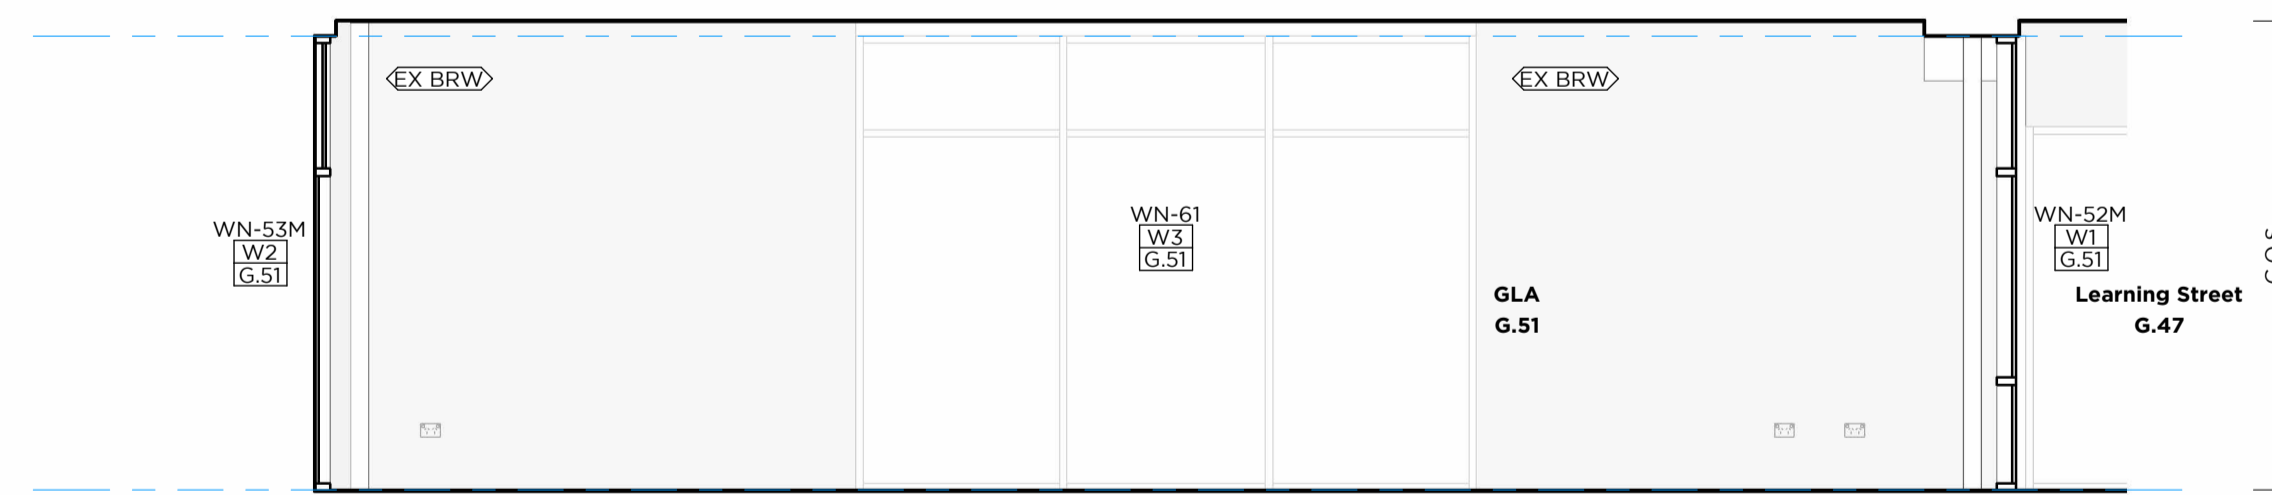 EX BRW
EX BRW
WN-53M
W2
G.51
WN-61
W3
G.51
WN-52M
W1
G.51
GLA
G.51
Learning Street
G.47